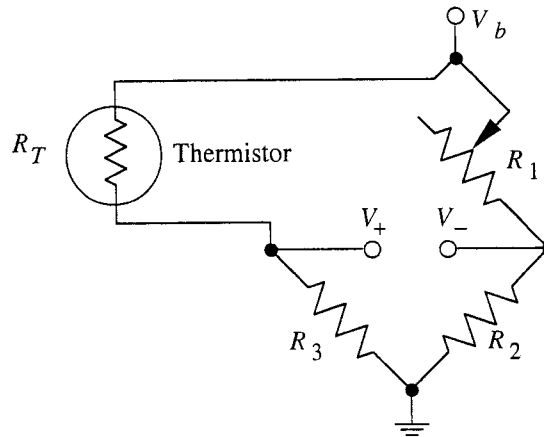 V_b
R_T
Thermistor
R_1
V_+
V_−
R_3
R_2